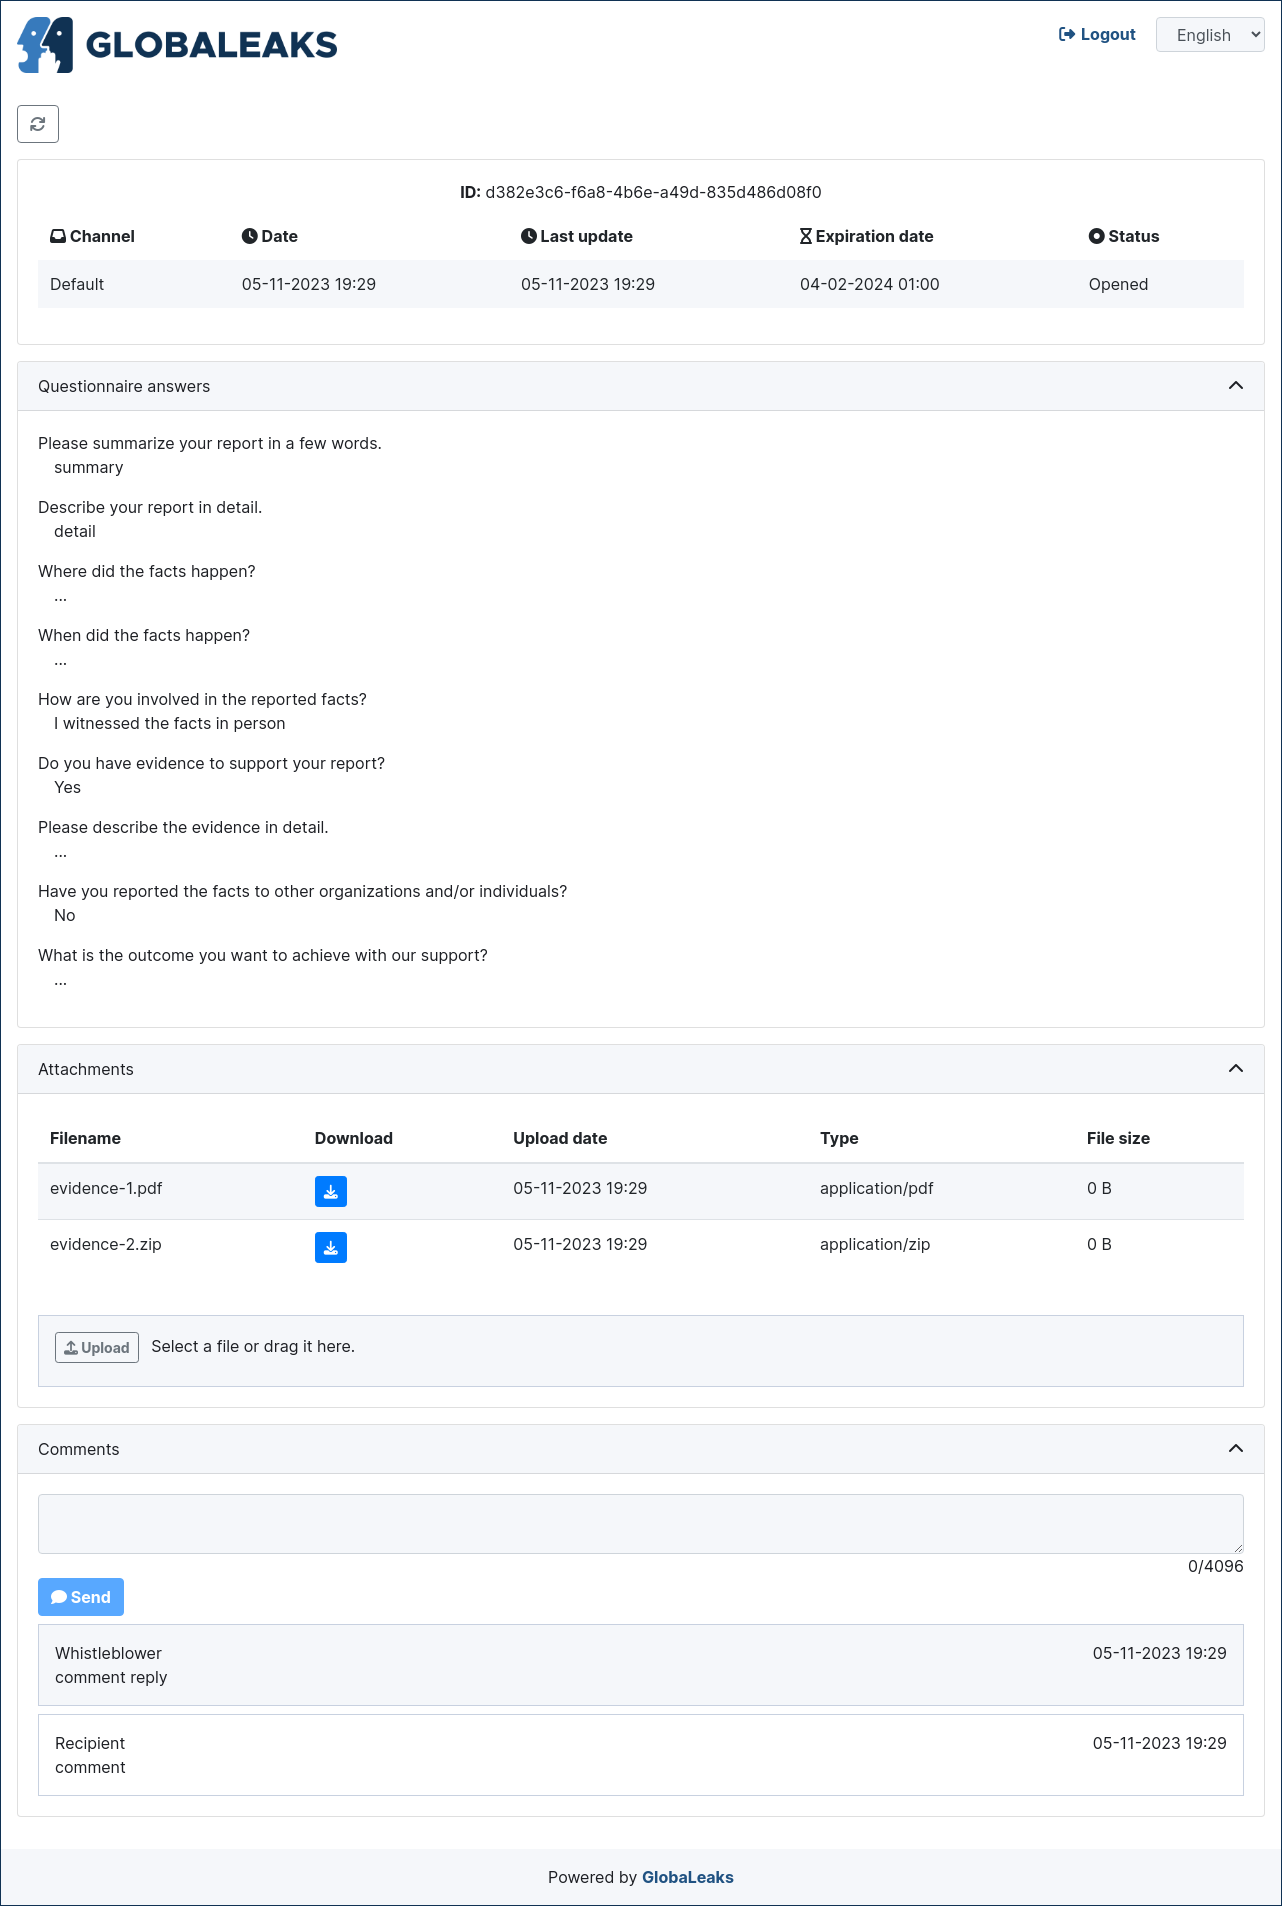 GLOBALEAKS
Logout
English
ID: d382e3c6-f6a8-4b6e-a49d-835d486d08f0
Channel Date Last update Expiration date Status
Default 05-11-2023 19:29 05-11-2023 19:29 04-02-2024 01:00 Opened
Questionnaire answers
Please summarize your report in a few words.
summary
Describe your report in detail.
detail
Where did the facts happen?
...
When did the facts happen?
...
How are you involved in the reported facts?
I witnessed the facts in person
Do you have evidence to support your report?
Yes
Please describe the evidence in detail.
...
Have you reported the facts to other organizations and/or individuals?
No
What is the outcome you want to achieve with our support?
...
Attachments
Filename Download Upload date Type File size
evidence-1.pdf 05-11-2023 19:29 application/pdf 0 B
evidence-2.zip 05-11-2023 19:29 application/zip 0 B
Upload Select a file or drag it here.
Comments
0/4096
Send
Whistleblower 05-11-2023 19:29
comment reply
Recipient 05-11-2023 19:29
comment
Powered by GlobaLeaks